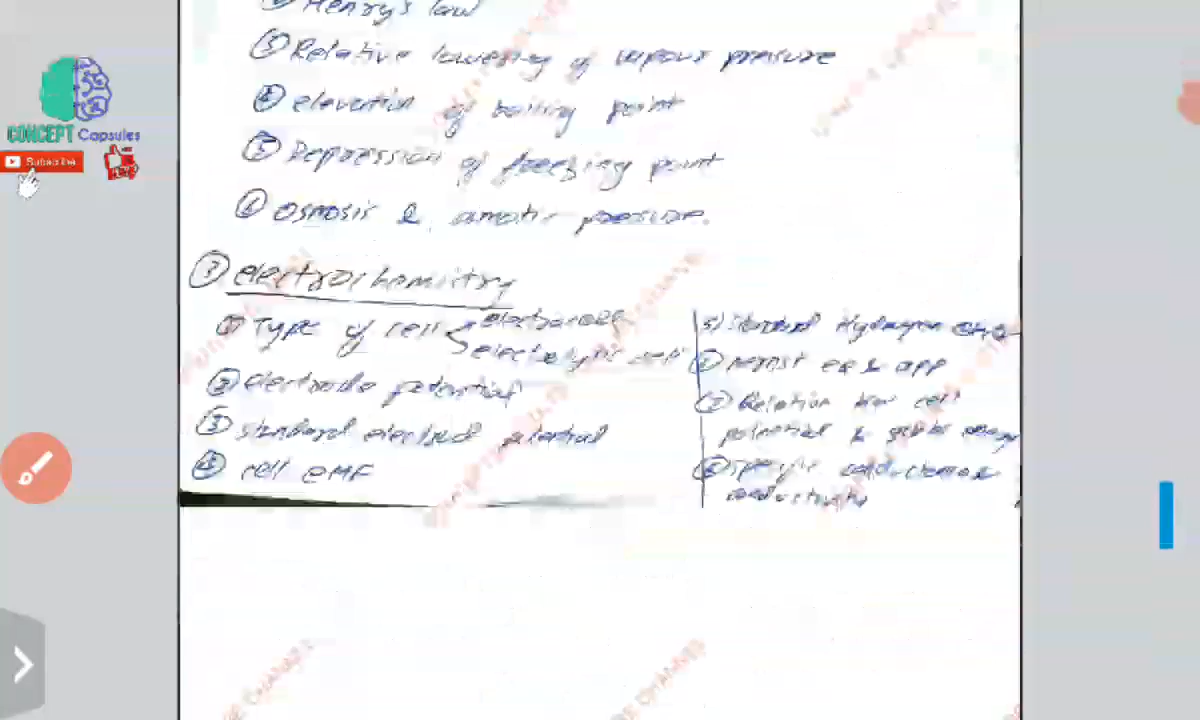 Henry's law
⑤ Relative lowering of vapour pressure
④ elevation of boiling point
⑤ Depression of freezing point
⑥ Osmosis & osmotic pressure.
CONCEPT Capsules
Subscribe
③ electrochemistry
① Type of cell
electrolytic cell
② electrode potential
③ standard electrod potential
④ cell EMF
5) Standard Hydrogen
⑥ nernst eq & app
⑦ Relation bw cell
potential & gibbs energy
⑧ specific conductance &
conductivity